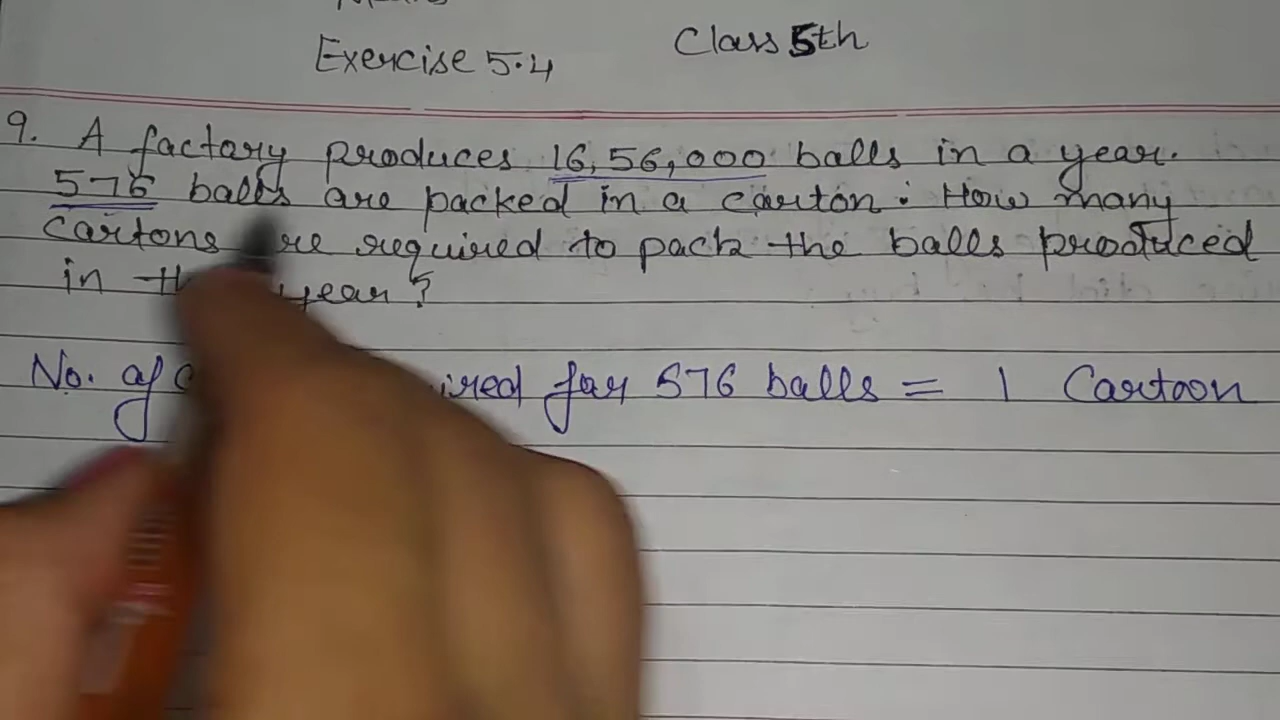 Exercise 5.4 Class 5th
9. A factory produces 16,56,000 balls in a year.
576 balls are packed in a carton. How many
cartons are required to pack the balls produced
in year?
No. of for 576 balls = 1 Cartoon